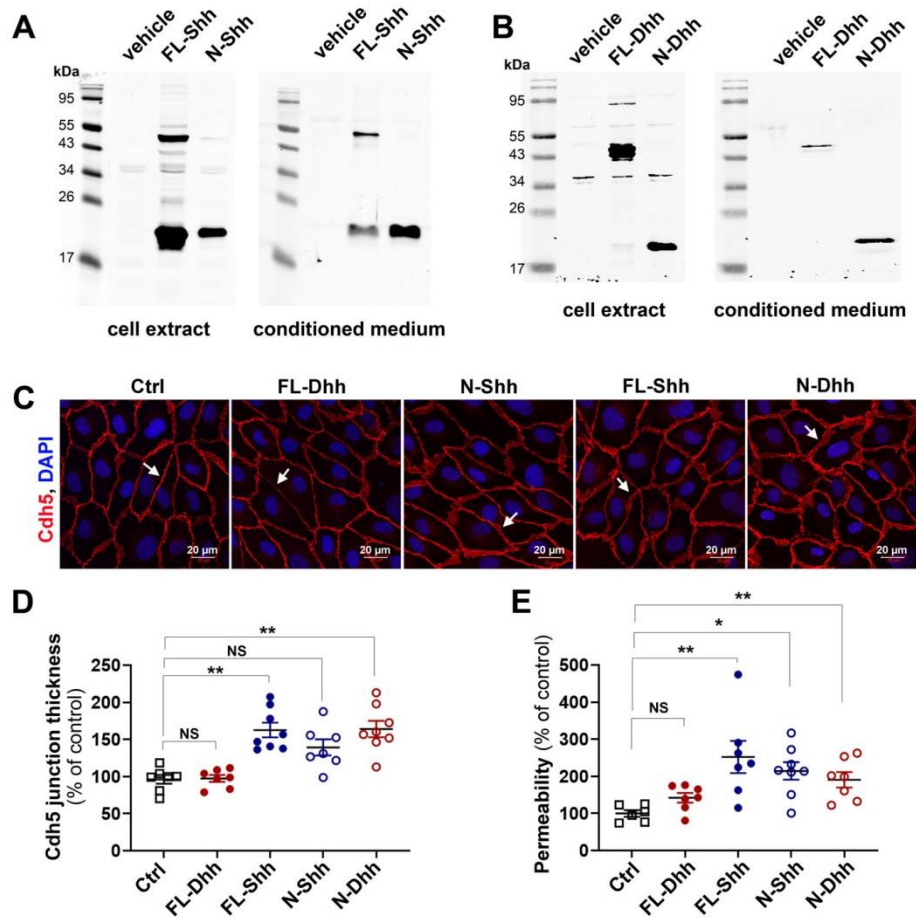 A
vehicle
FL-Shh
N-Shh
vehicle
FL-Shh
N-Shh
kDa
95
55
43
34
26
17
cell extract
conditioned medium
B
vehicle
FL-Dhh
N-Dhh
vehicle
FL-Dhh
N-Dhh
kDa
95
55
43
34
26
17
cell extract
conditioned medium
C
Ctrl
FL-Dhh
N-Shh
FL-Shh
N-Dhh
Cdh5, DAPI
20 µm
20 µm
20 µm
20 µm
20 µm
D
Cdh5 junction thickness
(% of control)
250
200
150
100
50
0
**
NS
**
NS
Ctrl
FL-Dhh
FL-Shh
N-Shh
N-Dhh
E
Permeability (% of control)
500
400
300
200
100
0
**
*
**
NS
Ctrl
FL-Dhh
FL-Shh
N-Shh
N-Dhh